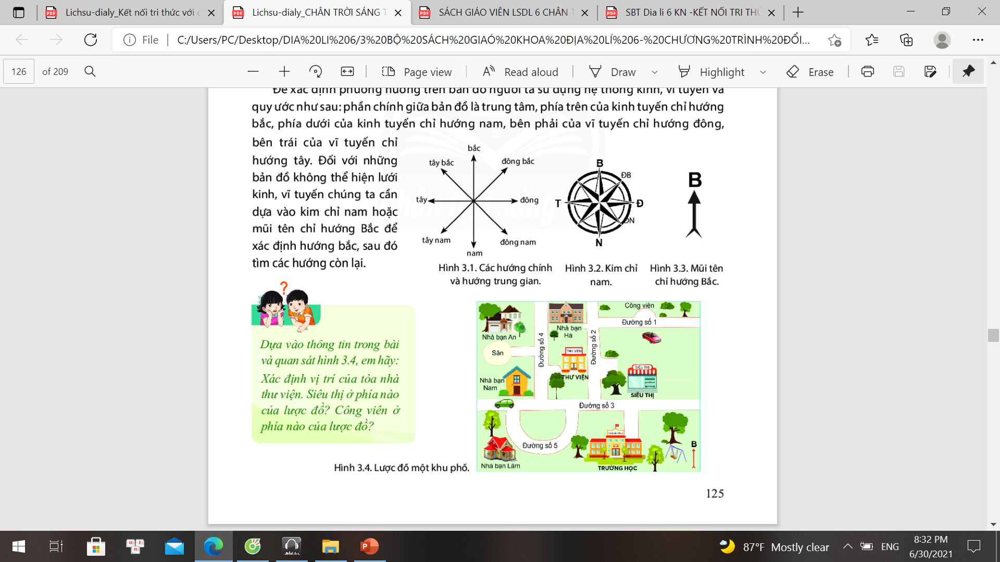 Lichsu-dialy_Kết nối tri thức với c
Lichsu-dialy_CHÂN TRỜI SÁNG T
SÁCH GIÁO VIÊN LSDL 6 CHÂN T
SBT Dia li 6 KN -KẾT NỐI TRI THỨ
File
C:/Users/PC/Desktop/DIA%20LI%206/3%20BỘ%20SÁCH%20GIAÓ%20KHOA%20ĐỊA%20LÍ%206-%20CHƯƠNG%20TRÌNH%20ĐỔI...
126 of 209
Page view
Read aloud
Draw
Highlight
Erase
Để xác định phương hướng trên bản đồ người ta sử dụng hệ thống kinh, vĩ tuyến và
quy ước như sau: phần chính giữa bản đồ là trung tâm, phía trên của kinh tuyến chỉ hướng
bắc, phía dưới của kinh tuyến chỉ hướng nam, bên phải của vĩ tuyến chỉ hướng đông,
bên trái của vĩ tuyến chỉ
hướng tây. Đối với những
bản đồ không thể hiện lưới
kinh, vĩ tuyến chúng ta cần
dựa vào kim chỉ nam hoặc
mũi tên chỉ hướng Bắc để
xác định hướng bắc, sau đó
tìm các hướng còn lại.
bắc
tây bắc
đông bắc
tây
đông
tây nam
đông nam
nam
Hình 3.1. Các hướng chính
và hướng trung gian.
B
ĐB
T
Đ
ĐN
N
Hình 3.2. Kim chỉ
nam.
B
Hình 3.3. Mũi tên
chỉ hướng Bắc.
?
Dựa vào thông tin trong bài
và quan sát hình 3.4, em hãy:
Xác định vị trí của tòa nhà
thư viện. Siêu thị ở phía nào
của lược đồ? Công viên ở
phía nào của lược đồ?
Công viên
Đường số 1
Nhà bạn An
Nhà bạn
Hà
Đường số 4
Đường số 2
Sân
THƯ VIỆN
THƯ VIỆN
SIÊU THỊ
SIÊU THỊ
Nhà bạn
Nam
Đường số 3
Đường số 5
Nhà bạn Lâm
TRƯỜNG HỌC
B
Hình 3.4. Lược đồ một khu phố.
125
87°F Mostly clear
ENG
8:32 PM
6/30/2021